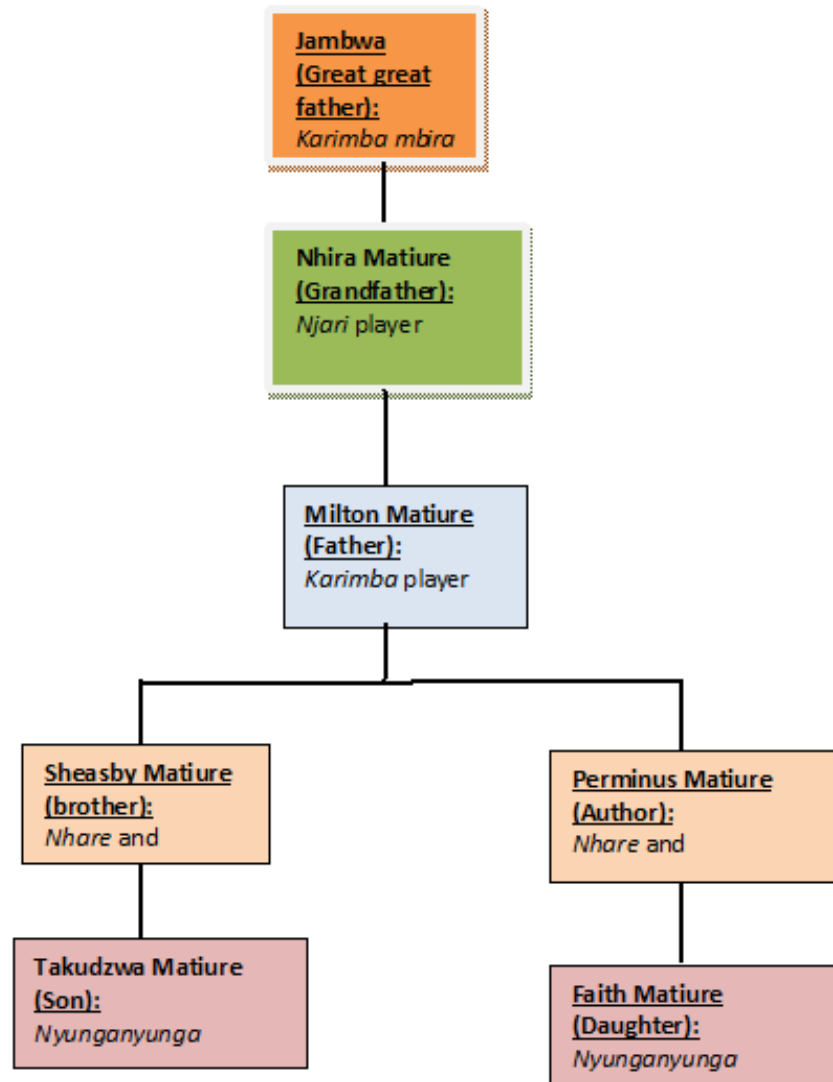 Jambwa
(Great great
father):
Karimba mbira
Nhira Matiure
(Grandfather):
Njari player
Milton Matiure
(Father):
Karimba player
Sheasby Matiure
(brother):
Nhare and
Perminus Matiure
(Author):
Nhare and
Takudzwa Matiure
(Son):
Nyunganyunga
Faith Matiure
(Daughter):
Nyunganyunga